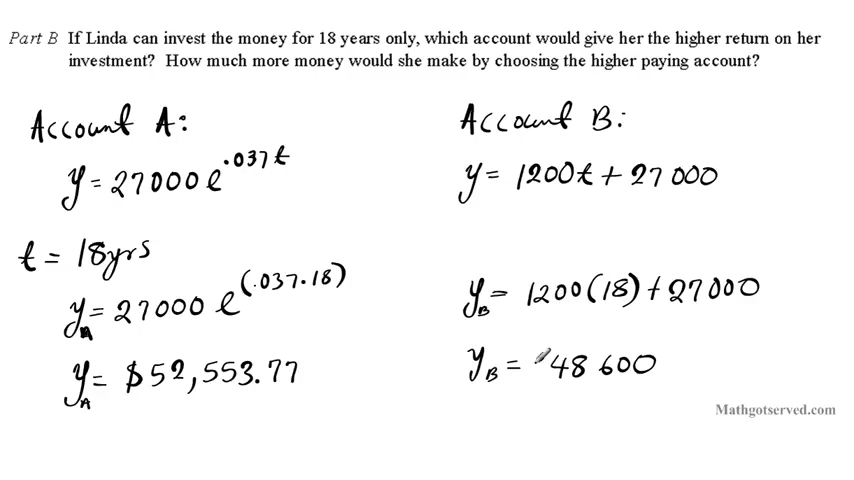 Part B If Linda can invest the money for 18 years only, which account would give her the higher return on her
investment? How much more money would she make by choosing the higher paying account?
Account A:
y = 27000 e^.037t
t = 18yrs
y_A = 27000 e^(.037·18)
y_A = $52,553.77
Account B:
y = 1200t + 27000
y_B = 1200(18) + 27000
y_B = 48 600
Mathgotserved.com